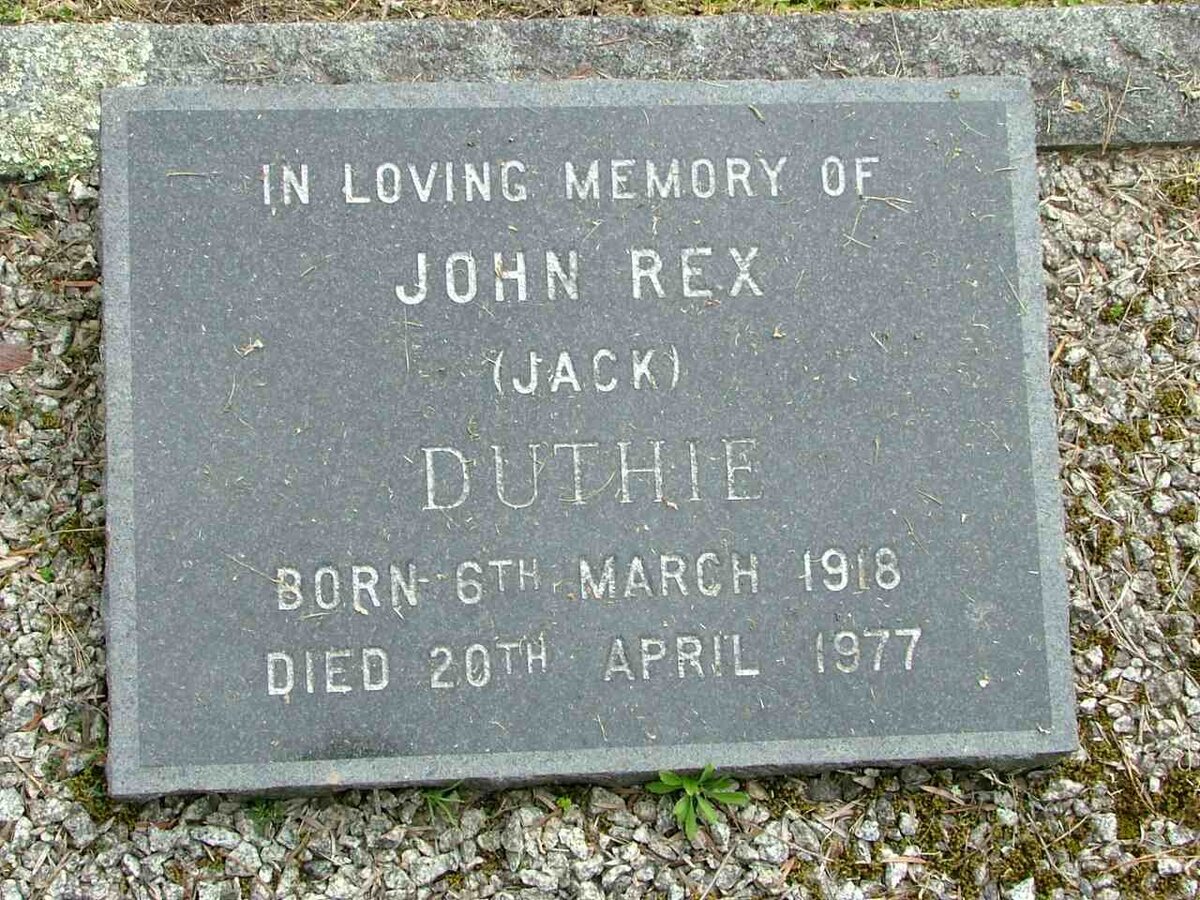 IN LOVING MEMORY OF
JOHN REX
(JACK)
DUTHIE
BORN 6TH MARCH 1918
DIED 20TH APRIL 1977